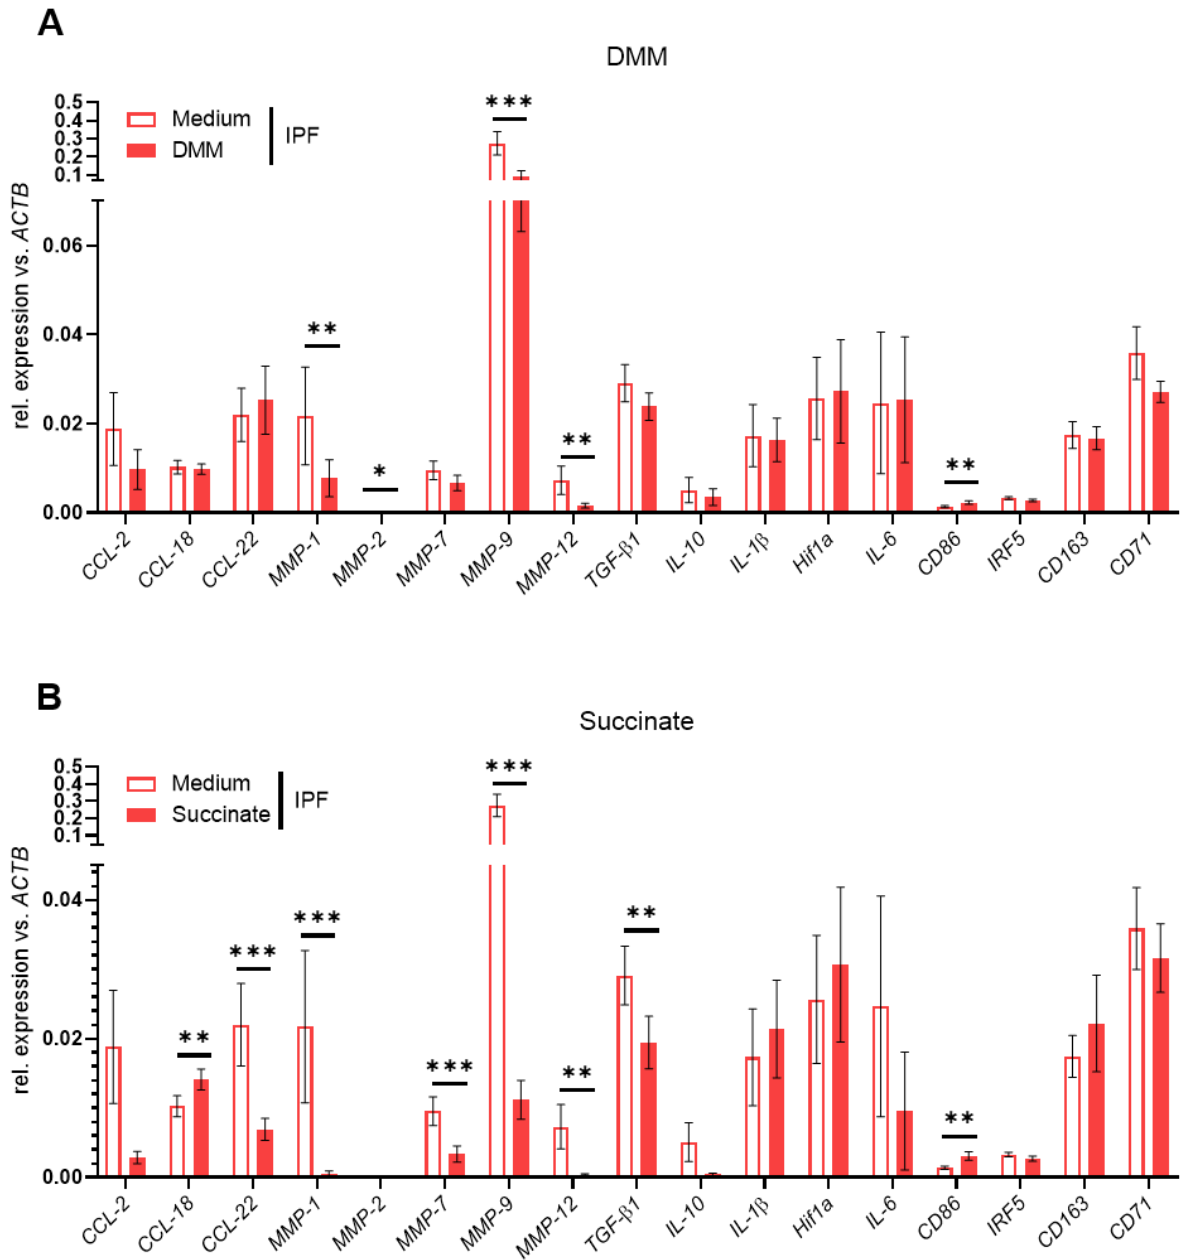 A
DMM
0.5
0.4
0.3
0.2
0.1
Medium
DMM
IPF
***
rel. expression vs. ACTB
0.06
0.04
0.02
0.00
**
*
**
**
CCL-2
CCL-18
CCL-22
MMP-1
MMP-2
MMP-7
MMP-9
MMP-12
TGF-β1
IL-10
IL-1β
Hif1a
IL-6
CD86
IRF5
CD163
CD71
B
Succinate
0.5
0.4
0.3
0.2
0.1
Medium
Succinate
IPF
***
rel. expression vs. ACTB
0.04
0.02
0.00
**
***
***
***
**
**
**
CCL-2
CCL-18
CCL-22
MMP-1
MMP-2
MMP-7
MMP-9
MMP-12
TGF-β1
IL-10
IL-1β
Hif1a
IL-6
CD86
IRF5
CD163
CD71